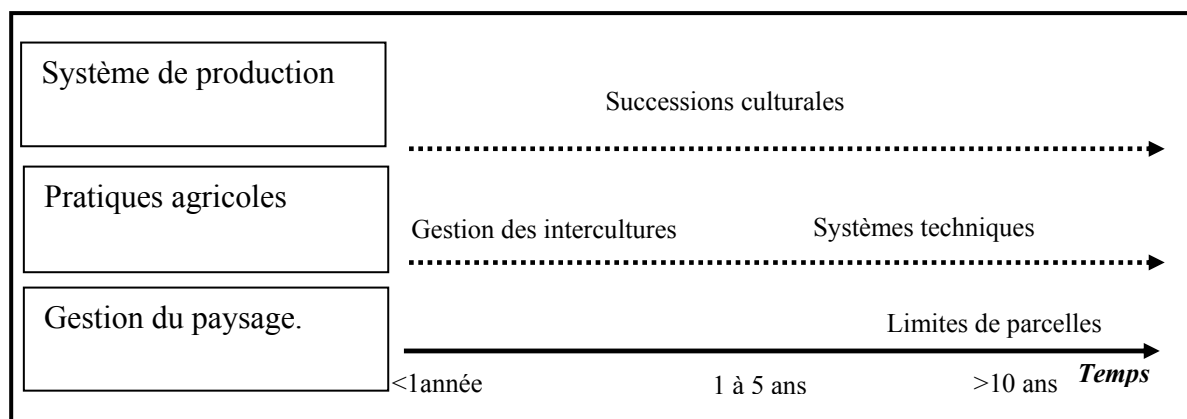 Système de production
Successions culturales
Pratiques agricoles
Gestion des intercultures
Systèmes techniques
Gestion du paysage.
Limites de parcelles
<1année
1 à 5 ans
>10 ans
Temps